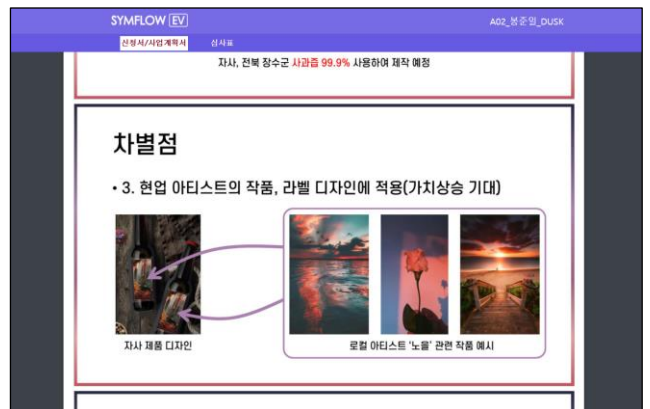 SYMFLOW EV
A02_봉준일_DUSK
신청서/사업계획서
심사표
자사, 전북 장수군 사과즙 99.9% 사용하여 제작 예정
차별점
• 3. 현업 아티스트의 작품, 라벨 디자인에 적용(가치상승 기대)
자사 제품 디자인
로컬 아티스트 '노을' 관련 작품 예시